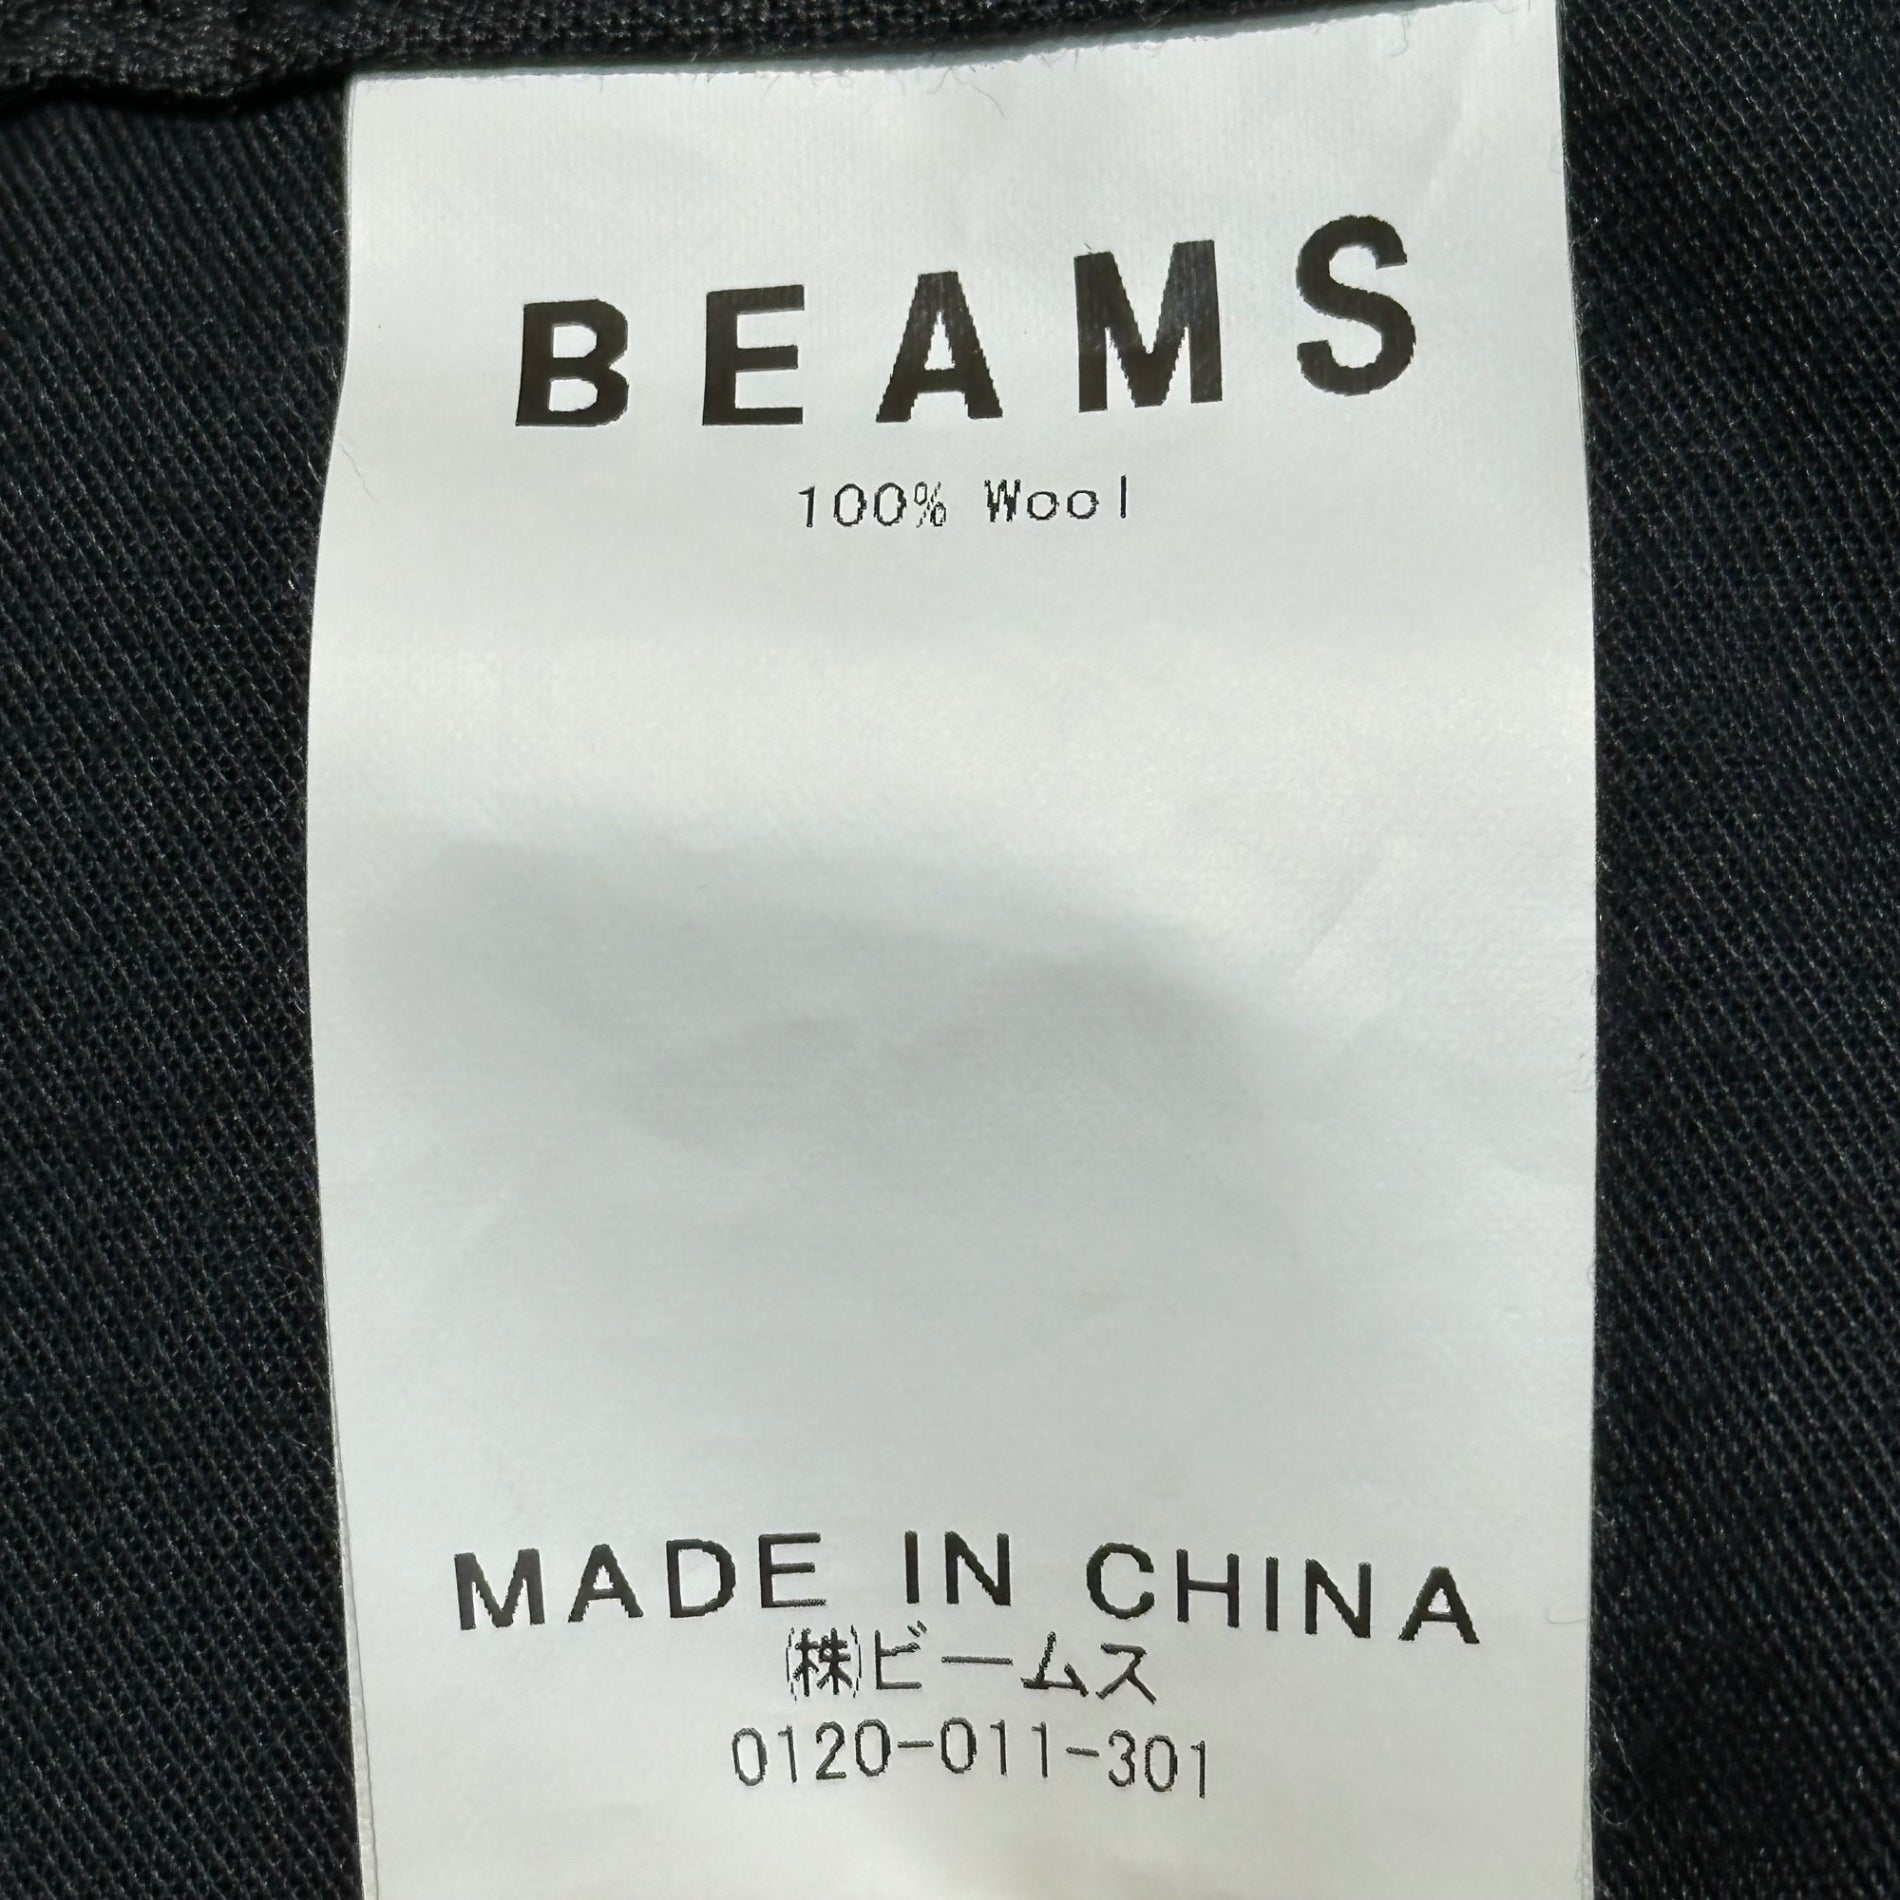 BEAMS
100% Wool
MADE IN CHINA
㈱ビームス
0120-011-301